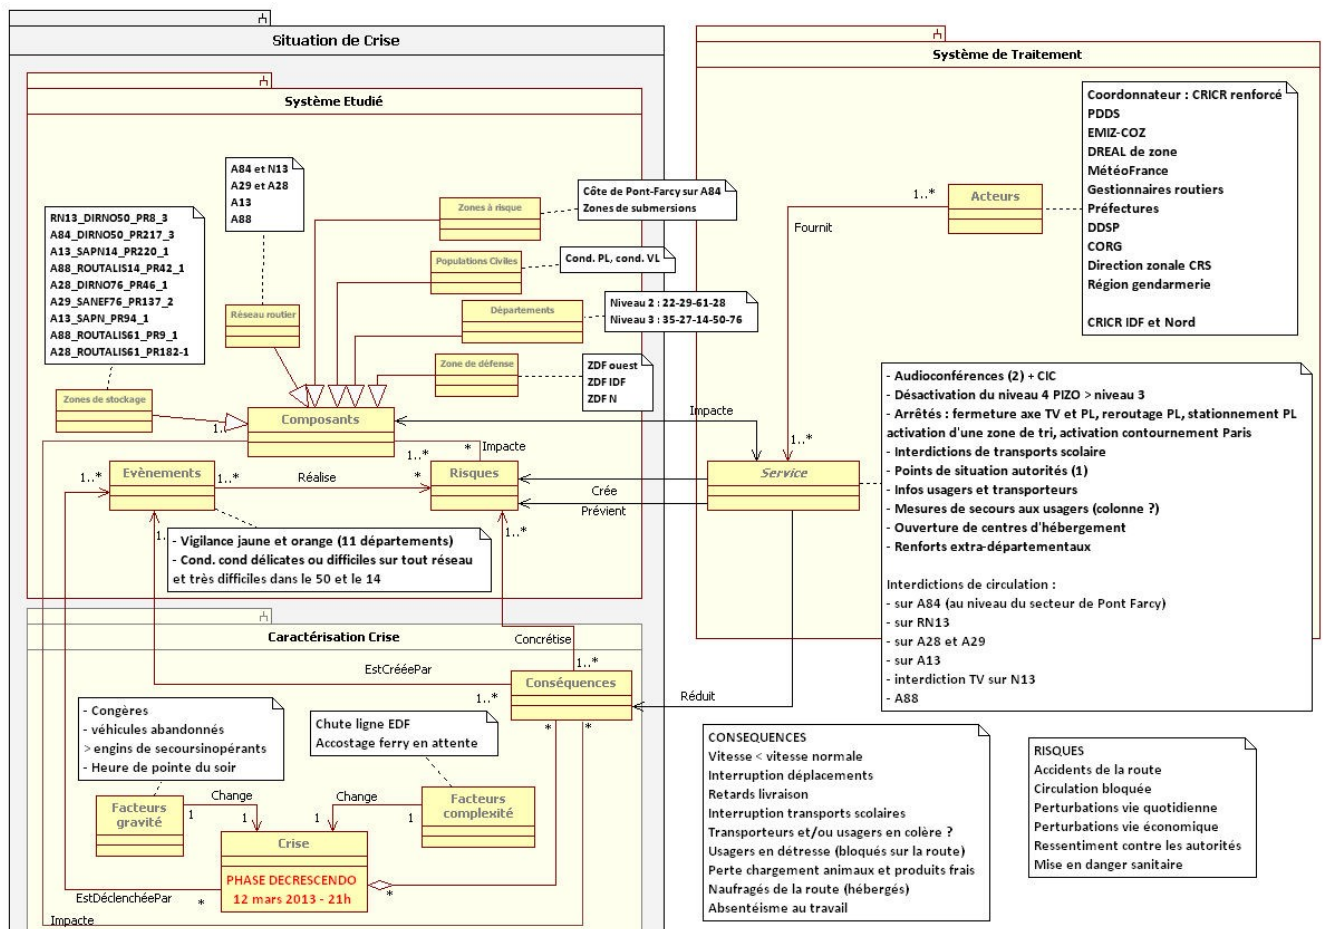 Situation de Crise
Système Etudié
A84 et N13
A29 et A28
A13
A88
RN13_DIRNO50_PR8_3
A84_DIRNO50_PR217_3
A13_SAPN14_PR220_1
A88_ROUTALIS14_PR42_1
A28_DIRNO76_PR46_1
A29_SANEF76_PR137_2
A13_SAPN_PR94_1
A88_ROUTALIS61_PR9_1
A28_ROUTALIS61_PR182-1
Zones à risque
Côte de Pont-Farcy sur A84
Zones de submersions
Populations Civiles
Cond. PL, cond. VL
Réseau routier
Départements
Niveau 2 : 22-29-61-28
Niveau 3 : 35-27-14-50-76
Zone de défense
ZDF ouest
ZDF IDF
ZDF N
Zones de stockage
Composants
1..*
Impacte
*
1..*
Impacte
Evènements
1..*
1..*
Réalise
*
Risques
1..*
1..*
- Vigilance jaune et orange (11 départements)
- Cond. cond délicates ou difficiles sur tout réseau
et très difficiles dans le 50 et le 14
Caractérisation Crise
Concrétise
1..*
EstCrééePar
1..*
Conséquences
*
*
- Congères
- véhicules abandonnés
> engins de secoursinopérants
- Heure de pointe du soir
Chute ligne EDF
Accostage ferry en attente
Facteurs
gravité
Change
1
1
Facteurs
complexité
Change
1
1
Crise
PHASE DECRESCENDO
12 mars 2013 - 21h
*
EstDéclenchéePar
*
Impacte
Système de Traitement
Coordonnateur : CRICR renforcé
PDDS
EMIZ-COZ
DREAL de zone
MétéoFrance
Gestionnaires routiers
Préfectures
DDSP
CORG
Direction zonale CRS
Région gendarmerie
CRICR IDF et Nord
Acteurs
1..*
Fournit
1..*
Service
Crée
Prévient
Réduit
- Audioconférences (2) + CIC
- Désactivation du niveau 4 PIZO > niveau 3
- Arrêtés : fermeture axe TV et PL, reroutage PL, stationnement PL
activation d'une zone de tri, activation contournement Paris
- Interdictions de transports scolaire
- Points de situation autorités (1)
- Infos usagers et transporteurs
- Mesures de secours aux usagers (colonne ?)
- Ouverture de centres d'hébergement
- Renforts extra-départementaux
Interdictions de circulation :
- sur A84 (au niveau du secteur de Pont Farcy)
- sur RN13
- sur A28 et A29
- sur A13
- interdiction TV sur N13
- A88
CONSEQUENCES
Vitesse < vitesse normale
Interruption déplacements
Retards livraison
Interruption transports scolaires
Transporteurs et/ou usagers en colère ?
Usagers en détresse (bloqués sur la route)
Perte chargement animaux et produits frais
Naufragés de la route (hébergés)
Absentéisme au travail
RISQUES
Accidents de la route
Circulation bloquée
Perturbations vie quotidienne
Perturbations vie économique
Ressentiment contre les autorités
Mise en danger sanitaire